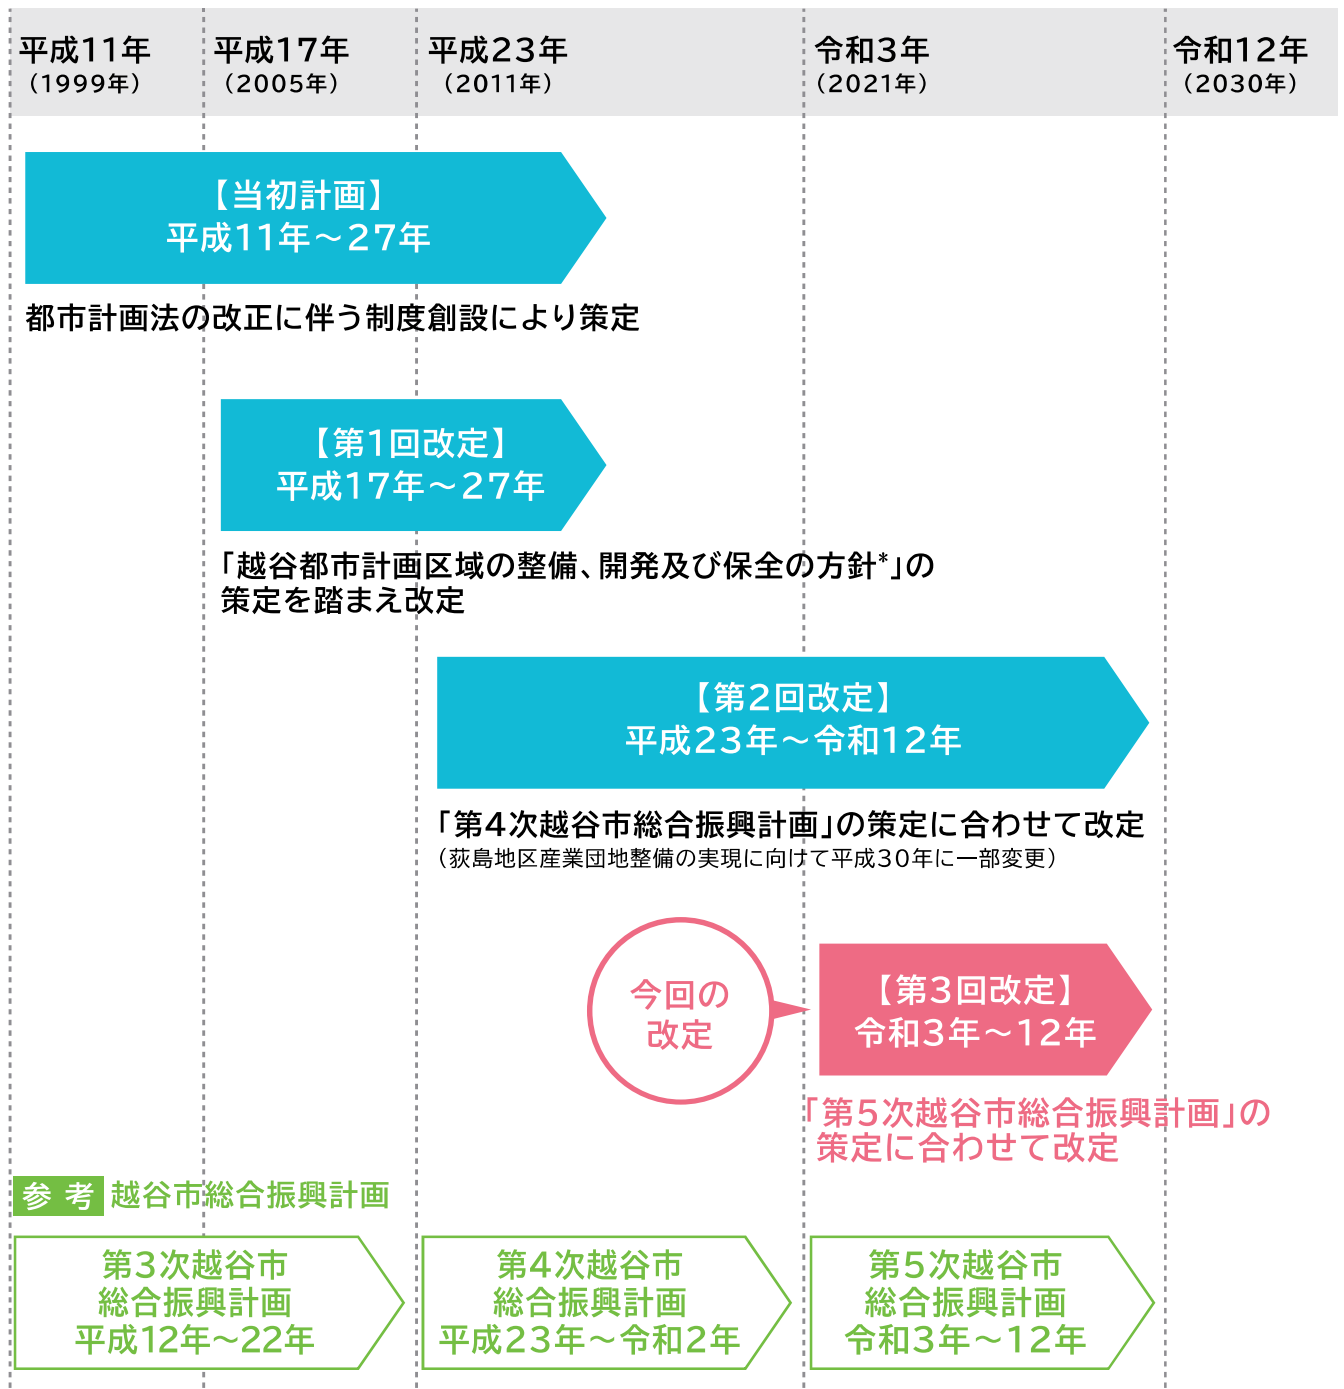 平成11年
（1999年）
平成17年
（2005年）
平成23年
（2011年）
令和3年
（2021年）
令和12年
（2030年）
【当初計画】
平成11年～27年
都市計画法の改正に伴う制度創設により策定
【第1回改定】
平成17年～27年
「越谷都市計画区域の整備、開発及び保全の方針*」の
策定を踏まえ改定
【第2回改定】
平成23年～令和12年
「第4次越谷市総合振興計画」の策定に合わせて改定
（荻島地区産業団地整備の実現に向けて平成30年に一部変更）
今回の
改定
【第3回改定】
令和3年～12年
「第5次越谷市総合振興計画」の
策定に合わせて改定
参考 越谷市総合振興計画
第3次越谷市
総合振興計画
平成12年～22年
第4次越谷市
総合振興計画
平成23年～令和2年
第5次越谷市
総合振興計画
令和3年～12年